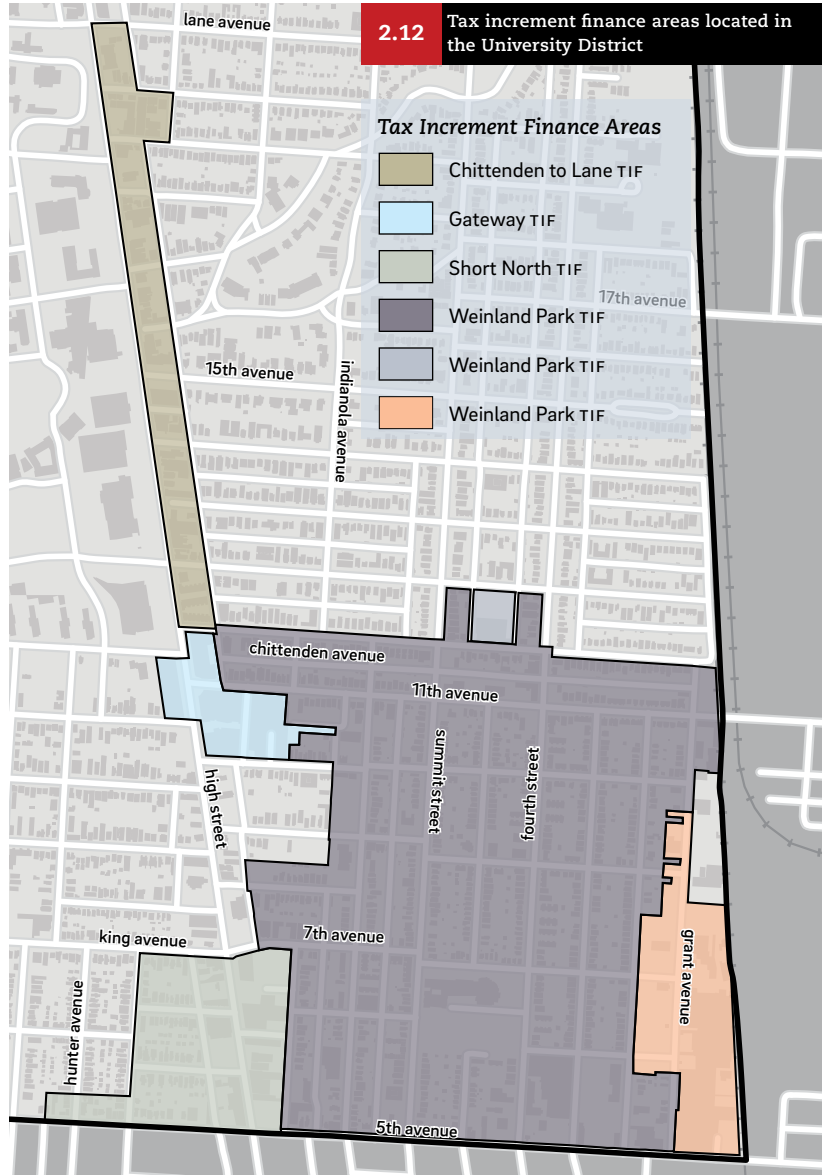 lane avenue
2.12
Tax increment finance areas located in
the University District
Tax Increment Finance Areas
Chittenden to Lane TIF
Gateway TIF
Short North TIF
17th avenue
Weinland Park TIF
15th avenue
indianola avenue
Weinland Park TIF
Weinland Park TIF
chittenden avenue
11th avenue
summit street
fourth street
high street
7th avenue
king avenue
grant avenue
hunter avenue
5th avenue